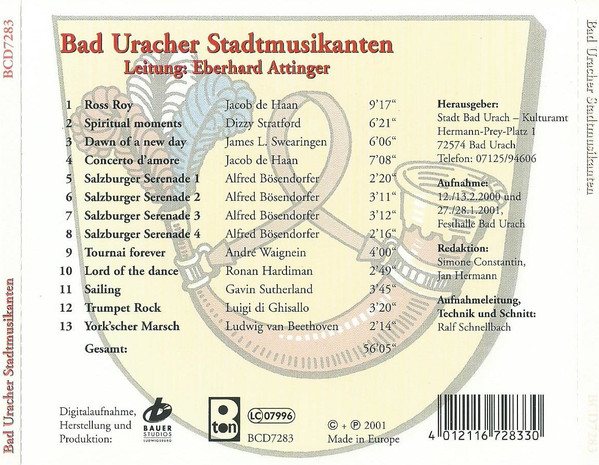 BCD7283
Bad Uracher Stadtmusikanten
Bad Uracher Stadtmusikanten
Leitung: Eberhard Attinger
1 Ross Roy Jacob de Haan 9'17“
2 Spiritual moments Dizzy Stratford 6'21“
3 Dawn of a new day James L. Swearingen 6'06“
4 Concerto d'amore Jacob de Haan 7'08“
5 Salzburger Serenade 1 Alfred Bösendorfer 2'20“
6 Salzburger Serenade 2 Alfred Bösendorfer 3'11“
7 Salzburger Serenade 3 Alfred Bösendorfer 3'12“
8 Salzburger Serenade 4 Alfred Bösendorfer 2'16“
9 Tournai forever André Waignein 4'00“
10 Lord of the dance Ronan Hardiman 2'49“
11 Sailing Gavin Sutherland 3'45“
12 Trumpet Rock Luigi di Ghisallo 3'20“
13 York'scher Marsch Ludwig van Beethoven 2'14“
Gesamt: 56'05“
Herausgeber:
Stadt Bad Urach – Kulturamt
Hermann-Prey-Platz 1
72574 Bad Urach
Telefon: 07125/94606
Aufnahme:
12./13.2.2000 und
27./28.1.2001,
Festhalle Bad Urach
Redaktion:
Simone Constantin,
Jan Hermann
Aufnahmeleitung,
Technik und Schnitt:
Ralf Schnellbach
Digitalaufnahme,
Herstellung und
Produktion:
b
BAUER
STUDIOS
LUDWIGSBURG
B
ton
LC 07996
BCD7283
© + ℗ 2001
Made in Europe
4 012116 728330
Bad Uracher Stadtmusikanten
BCD7283